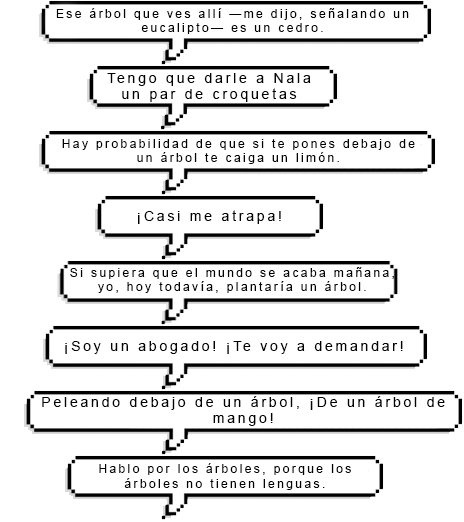 Ese árbol que ves allí —me dijo, señalando un
eucalipto— es un cedro.
Tengo que darle a Nala
un par de croquetas
Hay probabilidad de que si te pones debajo de
un árbol te caiga un limón.
¡Casi me atrapa!
Si supiera que el mundo se acaba mañana,
yo, hoy todavía, plantaría un árbol.
¡Soy un abogado! ¡Te voy a demandar!
Peleando debajo de un árbol, ¡De un árbol de
mango!
Hablo por los árboles, porque los
árboles no tienen lenguas.